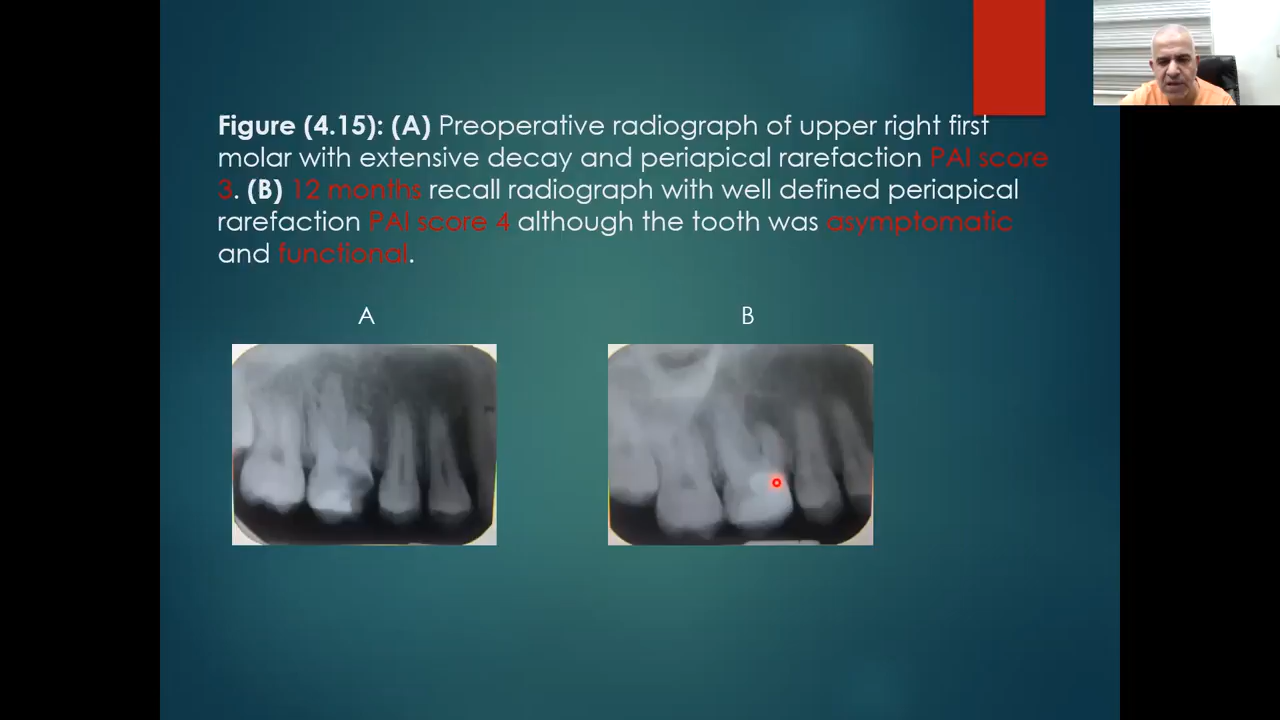 Figure (4.15): (A) Preoperative radiograph of upper right first
molar with extensive decay and periapical rarefaction PAI score
3. (B) 12 months recall radiograph with well defined periapical
rarefaction PAI score 4 although the tooth was asymptomatic
and functional.
A
B